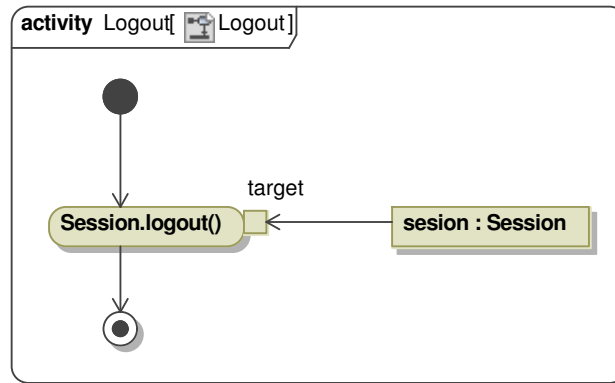 activity Logout[ Logout]
target
Session.logout()
sesion : Session